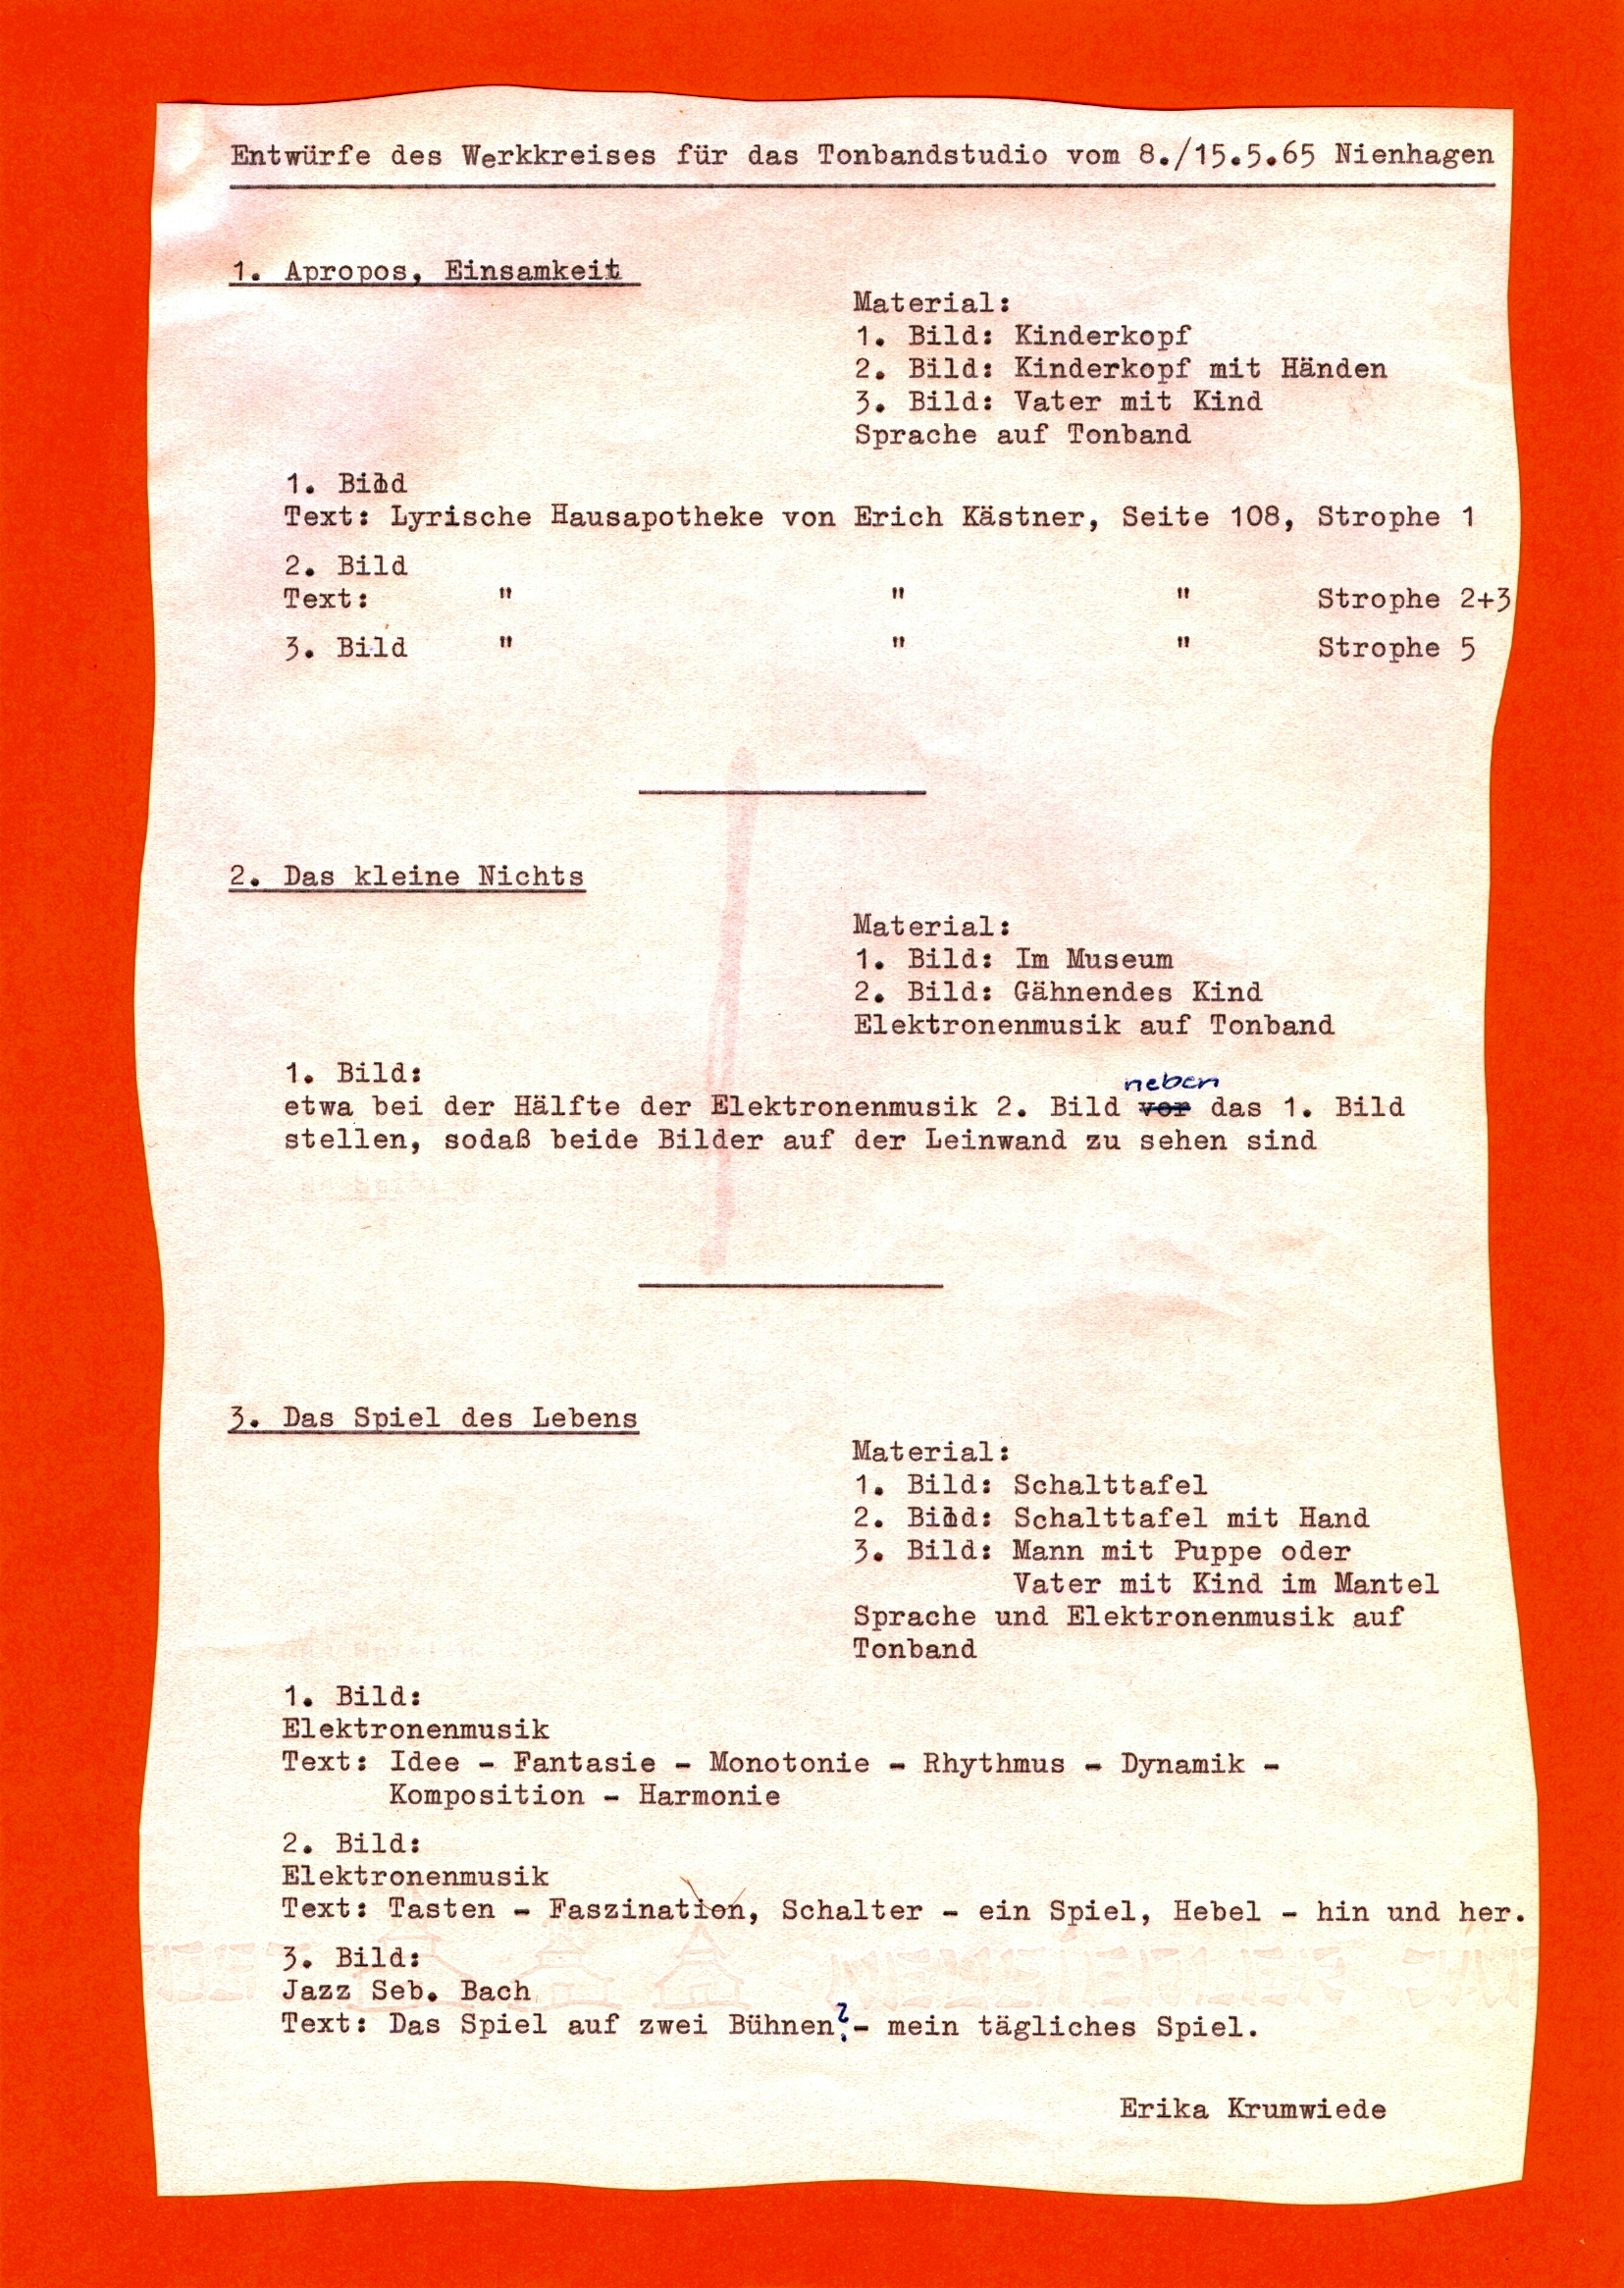 Entwürfe des Werkkreises für das Tonbandstudio vom 8./15.5.65 Nienhagen
1. Apropos, Einsamkeit
Material:
1. Bild: Kinderkopf
2. Bild: Kinderkopf mit Händen
3. Bild: Vater mit Kind
Sprache auf Tonband
1. Bild
Text: Lyrische Hausapotheke von Erich Kästner, Seite 108, Strophe 1
2. Bild
Text: " " " Strophe 2+3
3. Bild " " " Strophe 5
2. Das kleine Nichts
Material:
1. Bild: Im Museum
2. Bild: Gähnendes Kind
Elektronenmusik auf Tonband
1. Bild:
neben
etwa bei der Hälfte der Elektronenmusik 2. Bild vor das 1. Bild
stellen, sodaß beide Bilder auf der Leinwand zu sehen sind
3. Das Spiel des Lebens
Material:
1. Bild: Schalttafel
2. Bild: Schalttafel mit Hand
3. Bild: Mann mit Puppe oder
Vater mit Kind im Mantel
Sprache und Elektronenmusik auf
Tonband
1. Bild:
Elektronenmusik
Text: Idee - Fantasie - Monotonie - Rhythmus - Dynamik -
Komposition - Harmonie
2. Bild:
Elektronenmusik
Text: Tasten - Faszination, Schalter - ein Spiel, Hebel - hin und her.
3. Bild:
Jazz Seb. Bach
Text: Das Spiel auf zwei Bühnen?- mein tägliches Spiel.
Erika Krumwiede